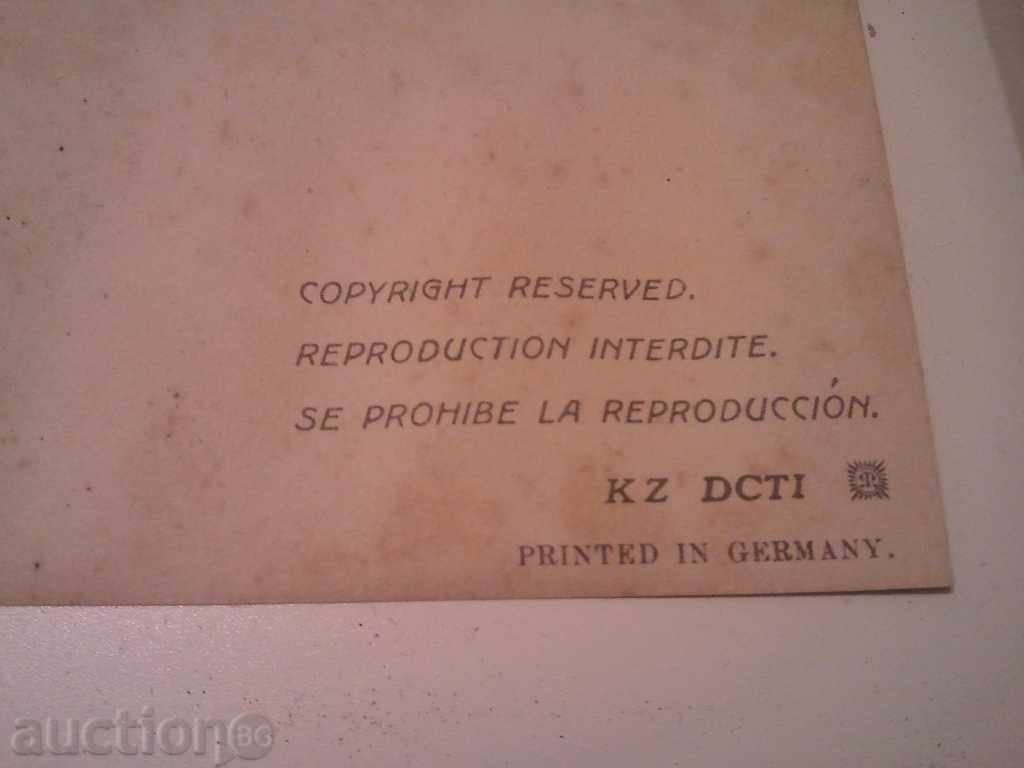 COPYRIGHT RESERVED.
REPRODUCTION INTERDITE.
SE PROHIBE LA REPRODUCCIÓN.
KZ DCTI
PRINTED IN GERMANY.
auction BG